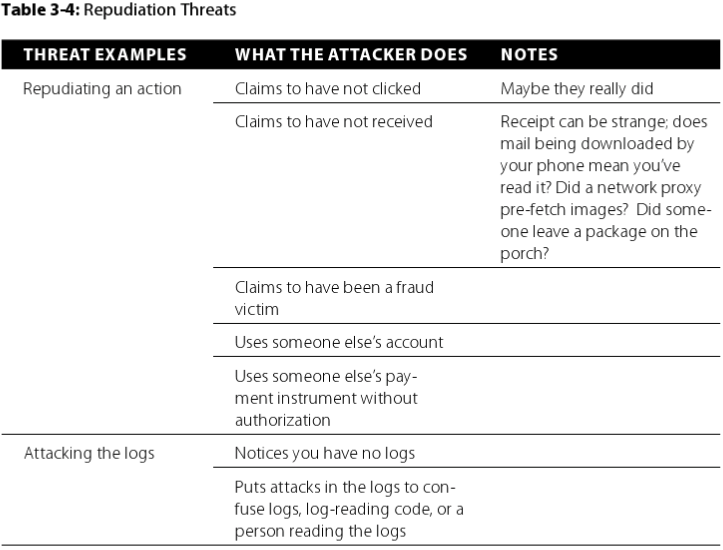 Table 3-4: Repudiation Threats
THREAT EXAMPLES WHAT THE ATTACKER DOES NOTES
Repudiating an action Claims to have not clicked Maybe they really did
Claims to have not received Receipt can be strange; does
mail being downloaded by
your phone mean you've
read it? Did a network proxy
pre-fetch images? Did some-
one leave a package on the
porch?
Claims to have been a fraud
victim
Uses someone else's account
Uses someone else's pay-
ment instrument without
authorization
Attacking the logs Notices you have no logs
Puts attacks in the logs to con-
fuse logs, log-reading code, or a
person reading the logs